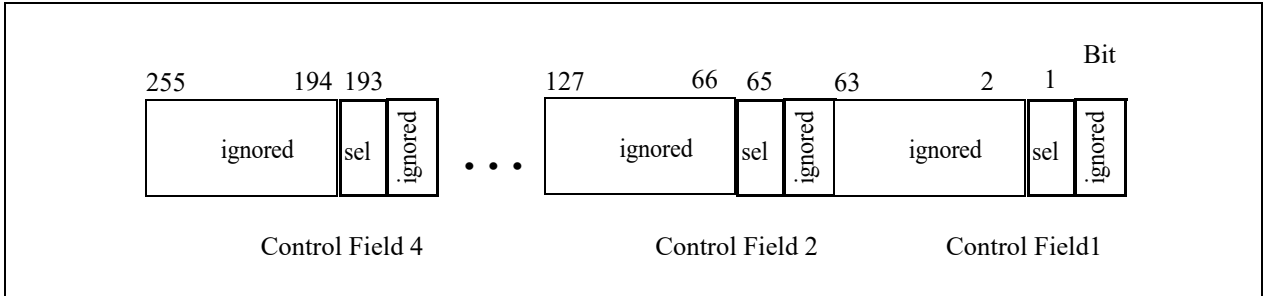 Bit
255 194 193 127 66 65 63 2 1
ignored sel ignored ... ignored sel ignored ignored sel ignored
Control Field 4 Control Field 2 Control Field1